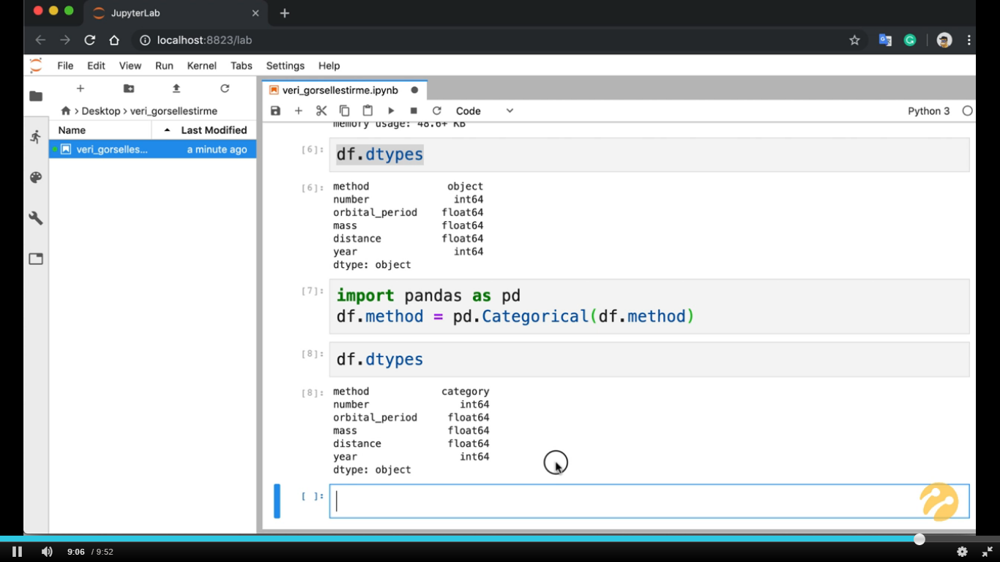 JupyterLab
localhost:8823/lab
File Edit View Run Kernel Tabs Settings Help
veri_gorsellestirme.ipynb
Desktop > veri_gorsellestirme
Code
Python 3
Name Last Modified
veri_gorselles... a minute ago
memory usage: 48.6+ KB
[6]: df.dtypes
[6]: method object
number int64
orbital_period float64
mass float64
distance float64
year int64
dtype: object
[7]: import pandas as pd
df.method = pd.Categorical(df.method)
[8]: df.dtypes
[8]: method category
number int64
orbital_period float64
mass float64
distance float64
year int64
dtype: object
[ ]:
9:06 / 9:52